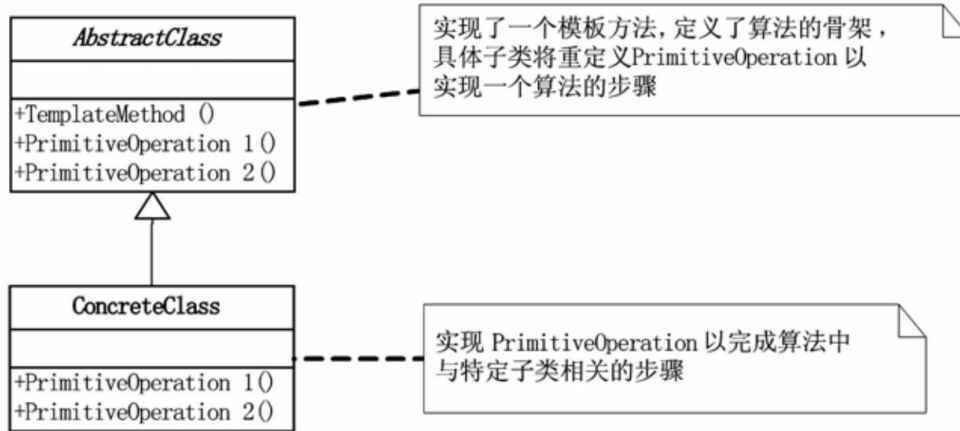 AbstractClass
+TemplateMethod ()
+PrimitiveOperation 1()
+PrimitiveOperation 2()
实现了一个模板方法,定义了算法的骨架,
具体子类将重定义PrimitiveOperation 以
实现一个算法的步骤
ConcreteClass
+PrimitiveOperation 1()
+PrimitiveOperation 2()
实现 PrimitiveOperation 以完成算法中
与特定子类相关的步骤